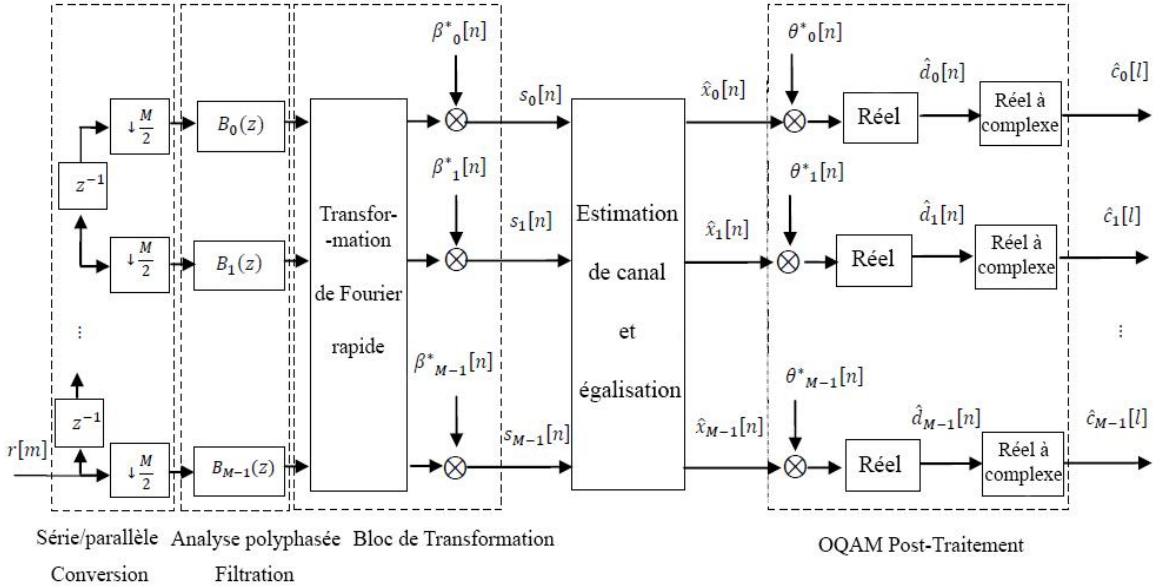 β*₀[n]
θ*₀[n]
s₀[n]
x̂₀[n]
d̂₀[n]
ĉ₀[l]
↓ M/2
B₀(z)
Réel
Réel à
complexe
z⁻¹
β*₁[n]
θ*₁[n]
Transfor-
-mation
de Fourier
rapide
Estimation
de canal
et
égalisation
s₁[n]
x̂₁[n]
d̂₁[n]
ĉ₁[l]
↓ M/2
B₁(z)
Réel
Réel à
complexe
...
...
β*M−1[n]
θ*M−1[n]
z⁻¹
sM−1[n]
x̂M−1[n]
d̂M−1[n]
ĉM−1[l]
r[m]
↓ M/2
BM−1(z)
Réel
Réel à
complexe
Série/parallèle
Conversion
Analyse polyphasée
Filtration
Bloc de Transformation
OQAM Post-Traitement